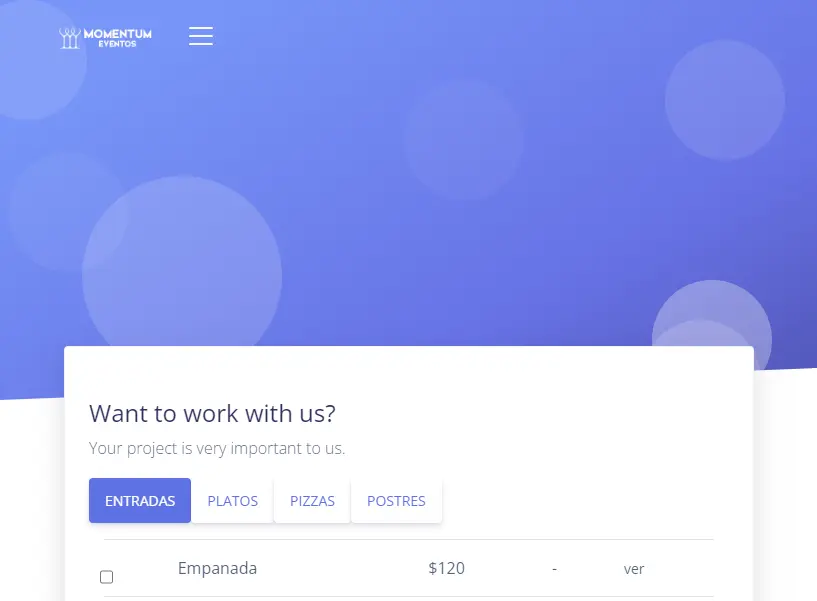 MOMENTUM
EVENTOS
Want to work with us?
Your project is very important to us.
ENTRADAS PLATOS PIZZAS POSTRES
Empanada $120 - ver